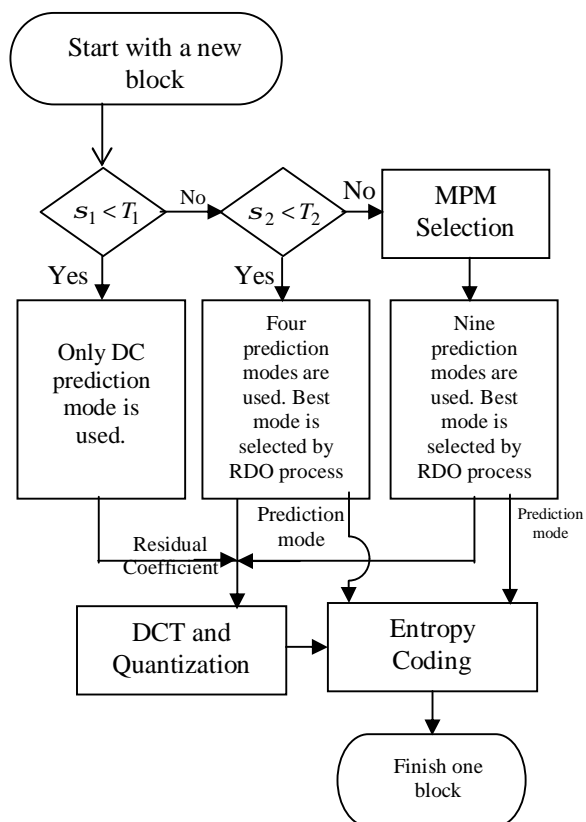 Start with a new
block
s₁ < T₁
No
s₂ < T₂
No
MPM
Selection
Yes
Yes
Only DC
prediction
mode is
used.
Four
prediction
modes are
used. Best
mode is
selected by
RDO process
Nine
prediction
modes are
used. Best
mode is
selected by
RDO process
Residual
Coefficient
Prediction
mode
Prediction
mode
DCT and
Quantization
Entropy
Coding
Finish one
block